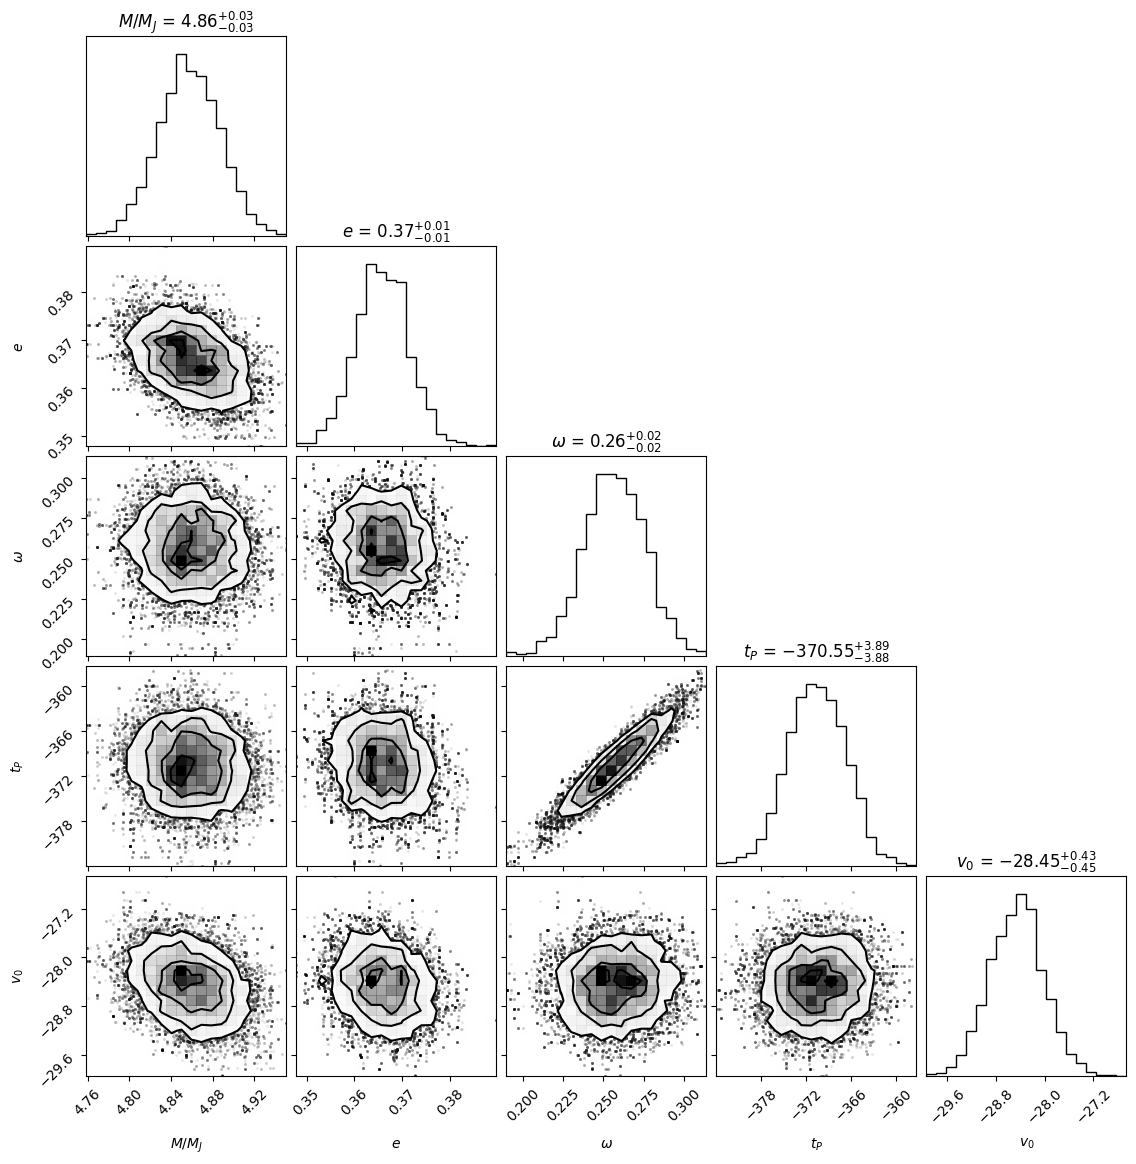 M/M_J = 4.86^{+0.03}_{-0.03}
e = 0.37^{+0.01}_{-0.01}
e
0.38
0.37
0.36
0.35
ω = 0.26^{+0.02}_{-0.02}
ω
0.300
0.275
0.250
0.225
0.200
t_P = −370.55^{+3.89}_{-3.88}
t_P
−360
−366
−372
−378
v_0 = −28.45^{+0.43}_{-0.45}
v_0
−27.2
−28.0
−28.8
−29.6
4.76 4.80 4.84 4.88 4.92
0.35 0.36 0.37 0.38
0.200 0.225 0.250 0.275 0.300
−378 −372 −366 −360
−29.6 −28.8 −28.0 −27.2
M/M_J e ω t_P v_0